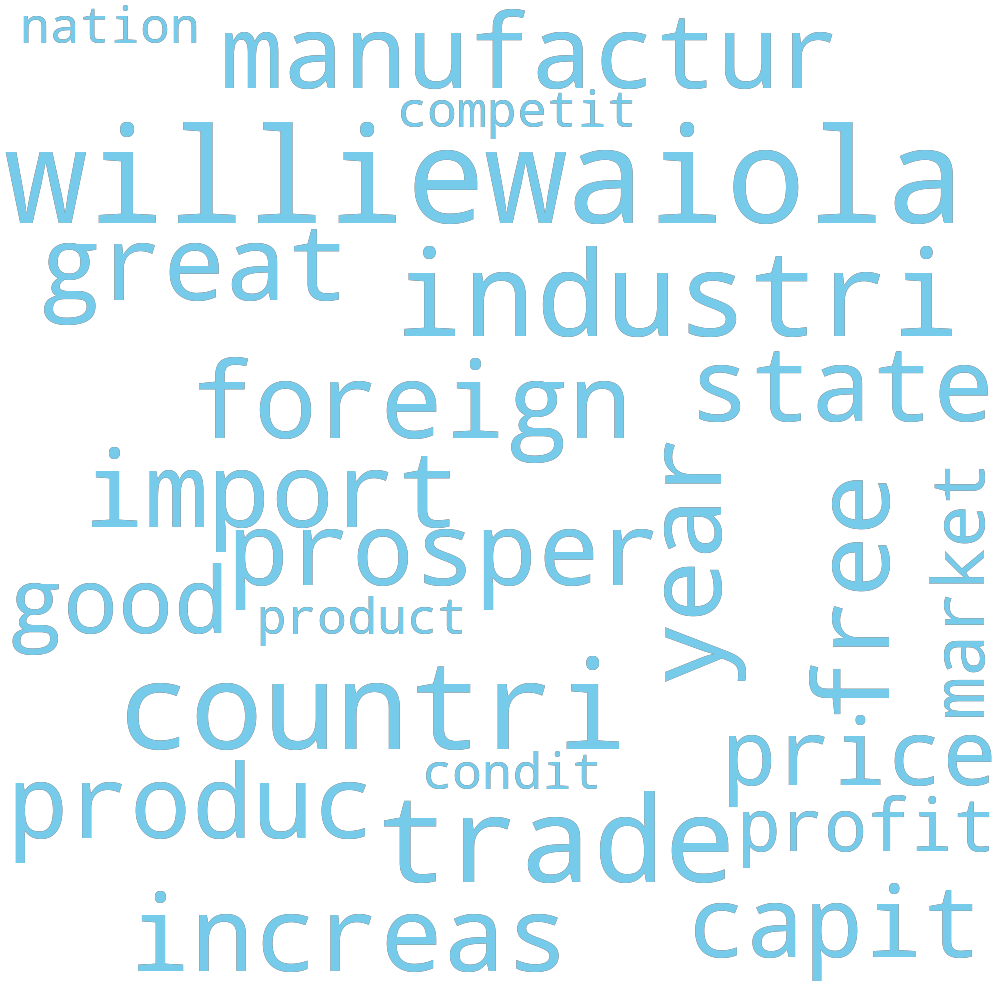 nation
manufactur
competit
williewaiola
great
industri
foreign
state
import
year
free
market
prosper
good
product
countri
price
condit
produc
trade
profit
increas
capit